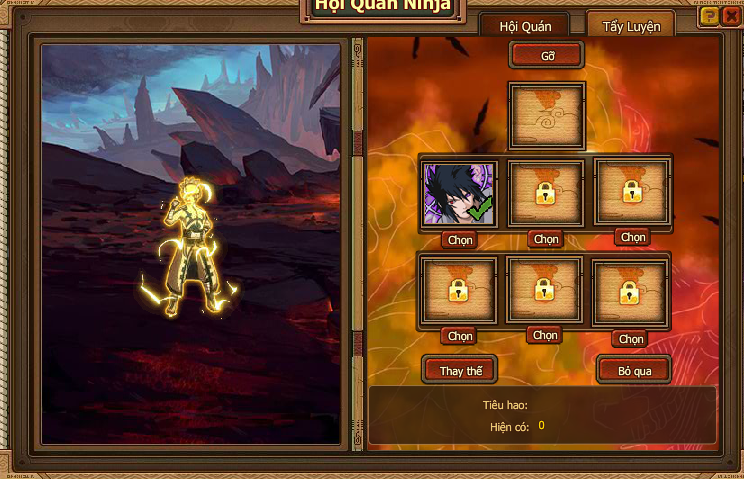 Hội Quán Ninja
Hội Quán
Tẩy Luyện
?
Gỡ
Chọn
Chọn
Chọn
Chọn
Chọn
Chọn
Thay thế
Bỏ qua
Tiêu hao:
Hiện có: 0